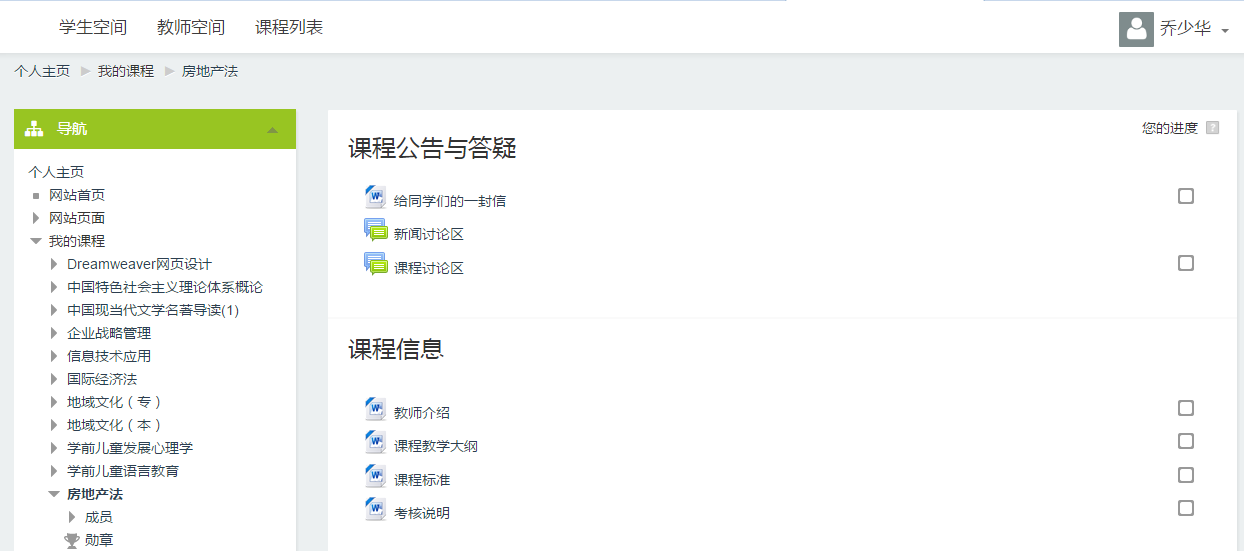 学生空间 教师空间 课程列表 乔少华
个人主页 我的课程 房地产法
导航
个人主页
网站首页
网站页面
我的课程
Dreamweaver网页设计
中国特色社会主义理论体系概论
中国现当代文学名著导读(1)
企业战略管理
信息技术应用
国际经济法
地域文化（专）
地域文化（本）
学前儿童发展心理学
学前儿童语言教育
房地产法
成员
勋章
您的进度 ?
课程公告与答疑
给同学们的一封信
新闻讨论区
课程讨论区
课程信息
教师介绍
课程教学大纲
课程标准
考核说明